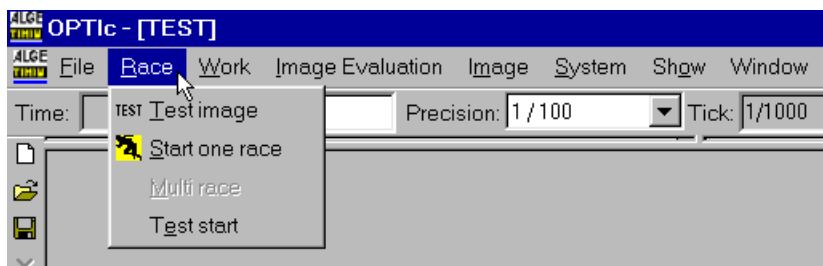 ALGE TIMING OPTIc - [TEST]
ALGE TIMING File Race Work Image Evaluation Image System Show Window
Time: Precision: 1/100 Tick: 1/1000
TEST Test image
Start one race
Multi race
Test start